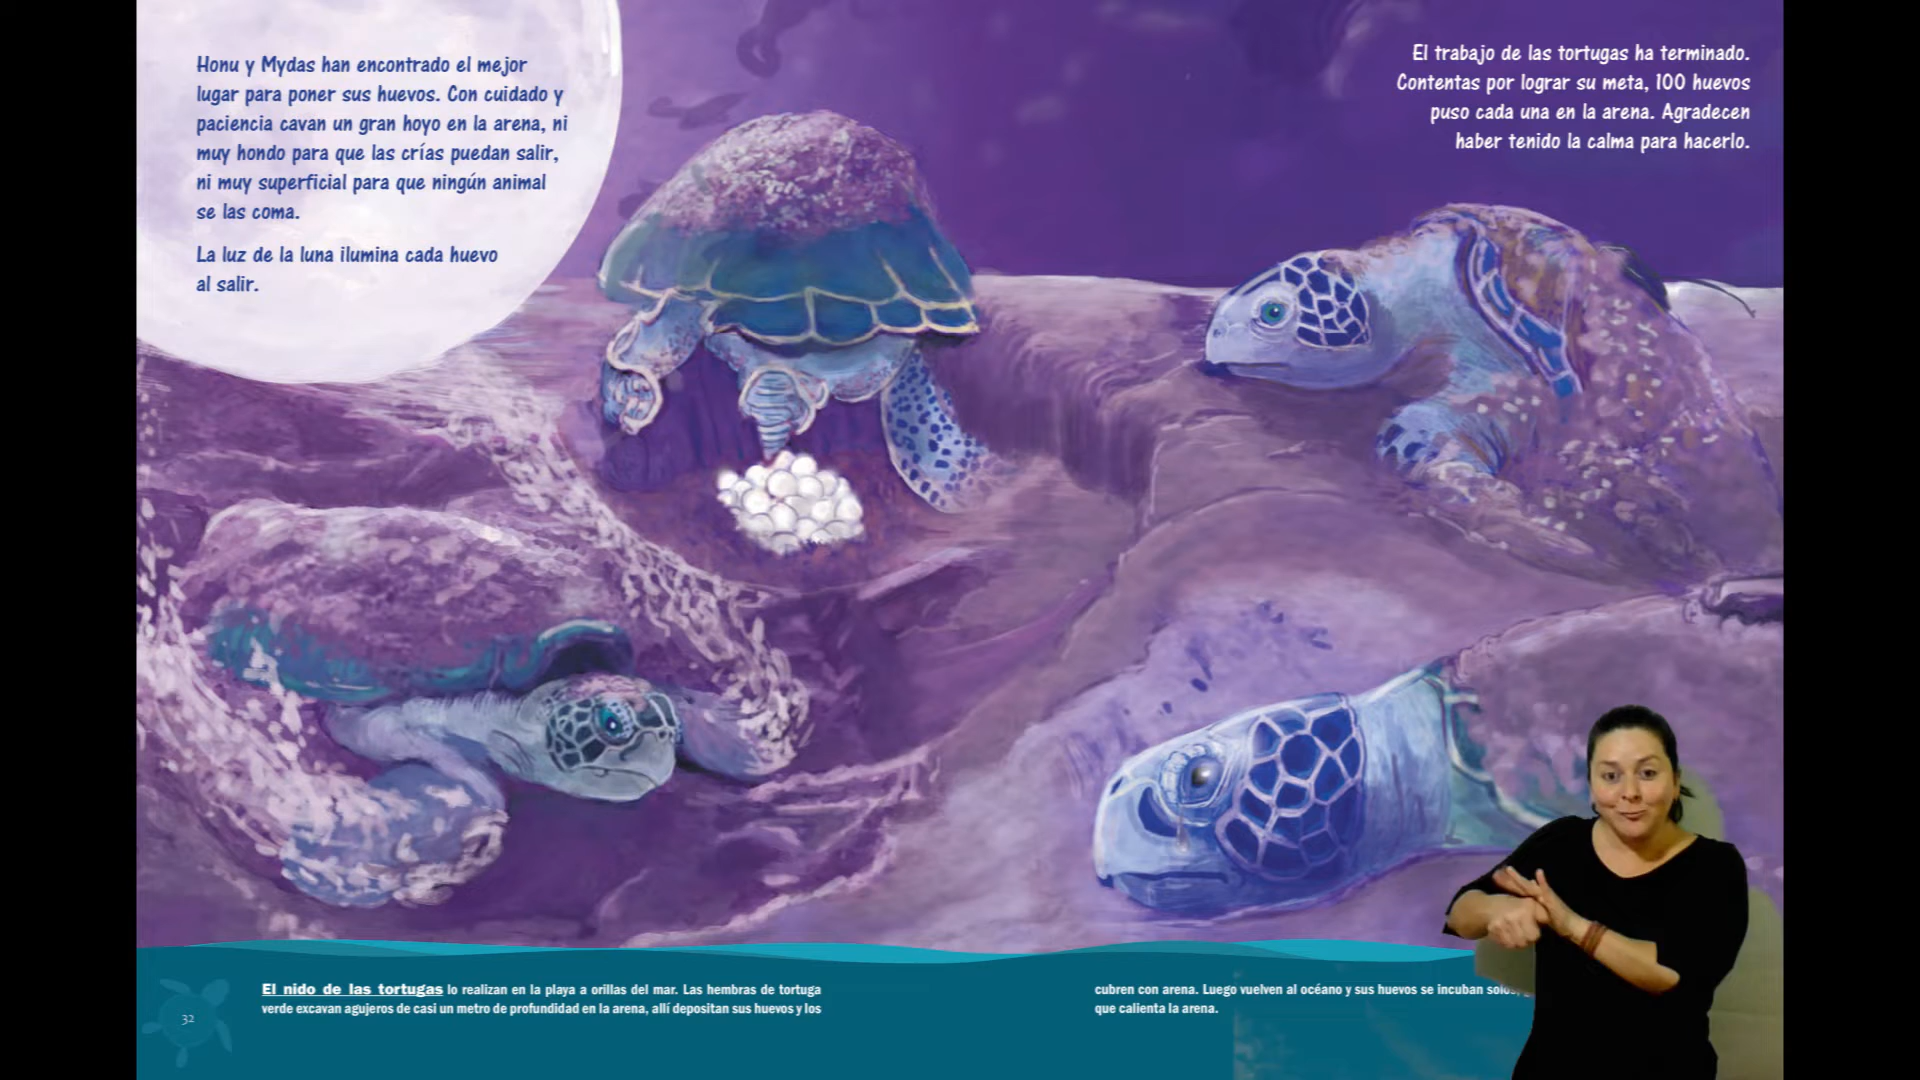 Honu y Mydas han encontrado el mejor
lugar para poner sus huevos. Con cuidado y
paciencia cavan un gran hoyo en la arena, ni
muy hondo para que las crías puedan salir,
ni muy superficial para que ningún animal
se las coma.
La luz de la luna ilumina cada huevo
al salir.
El trabajo de las tortugas ha terminado.
Contentas por lograr su meta, 100 huevos
puso cada una en la arena. Agradecen
haber tenido la calma para hacerlo.
El nido de las tortugas lo realizan en la playa a orillas del mar. Las hembras de tortuga
verde excavan agujeros de casi un metro de profundidad en la arena, allí depositan sus huevos y los
cubren con arena. Luego vuelven al océano y sus huevos se incuban solos,
que calienta la arena.
32